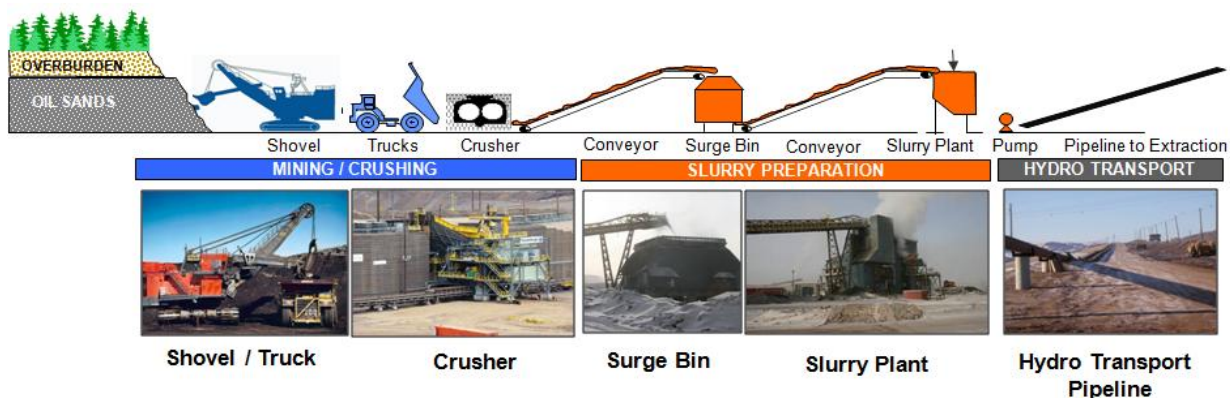 OVERBURDEN
OIL SANDS
Shovel Trucks Crusher Conveyor Surge Bin Conveyor Slurry Plant Pump Pipeline to Extraction
MINING / CRUSHING SLURRY PREPARATION HYDRO TRANSPORT
Shovel / Truck Crusher Surge Bin Slurry Plant Hydro Transport
Pipeline